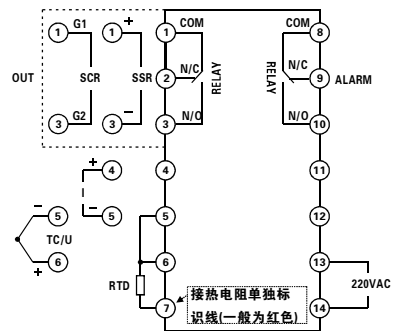 G1 + COM COM
1 1 1 8
N/C N/C
OUT SCR SSR 2 RELAY RELAY 9 ALARM
G2 − N/O N/O
3 3 3 10
+ 4 4 11
− − 5 5 5 12
TC/U
+ 6 6 13
RTD 220VAC
7 接热电阻单独标 14
识线(一般为红色)